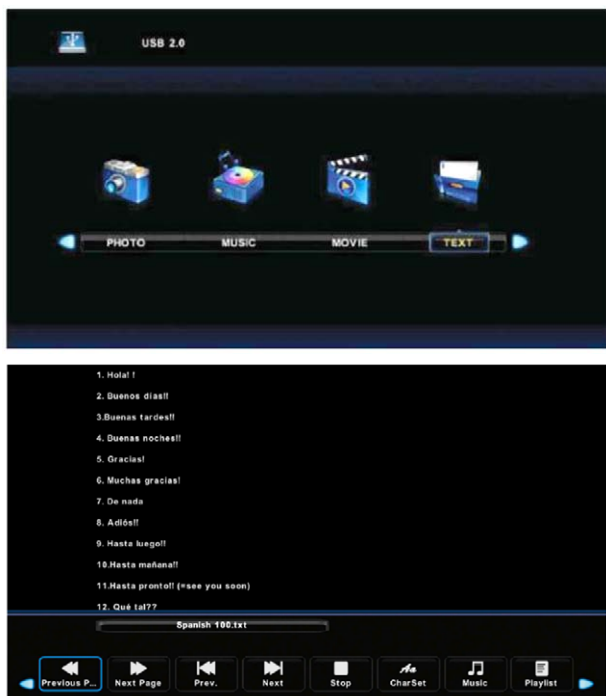 USB 2.0
PHOTO MUSIC MOVIE TEXT
1. Hola! !
2. Buenos días!!
3.Buenas tardes!!
4. Buenas noches!!
5. Gracias!
6. Muchas gracias!
7. De nada
8. Adiós!!
9. Hasta luego!!
10.Hasta mañana!!
11.Hasta pronto!! (=see you soon)
12. Qué tal??
Spanish 100.txt
Previous P... Next Page Prev. Next Stop CharSet Music Playlist